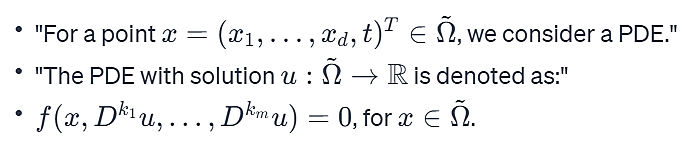 • "For a point $x = (x_1, \ldots, x_d, t)^T \in \tilde{\Omega}$, we consider a PDE."
• "The PDE with solution $u : \tilde{\Omega} \to \mathbb{R}$ is denoted as:"
• $f(x, D^{k_1}u, \ldots, D^{k_m}u) = 0$, for $x \in \tilde{\Omega}$.